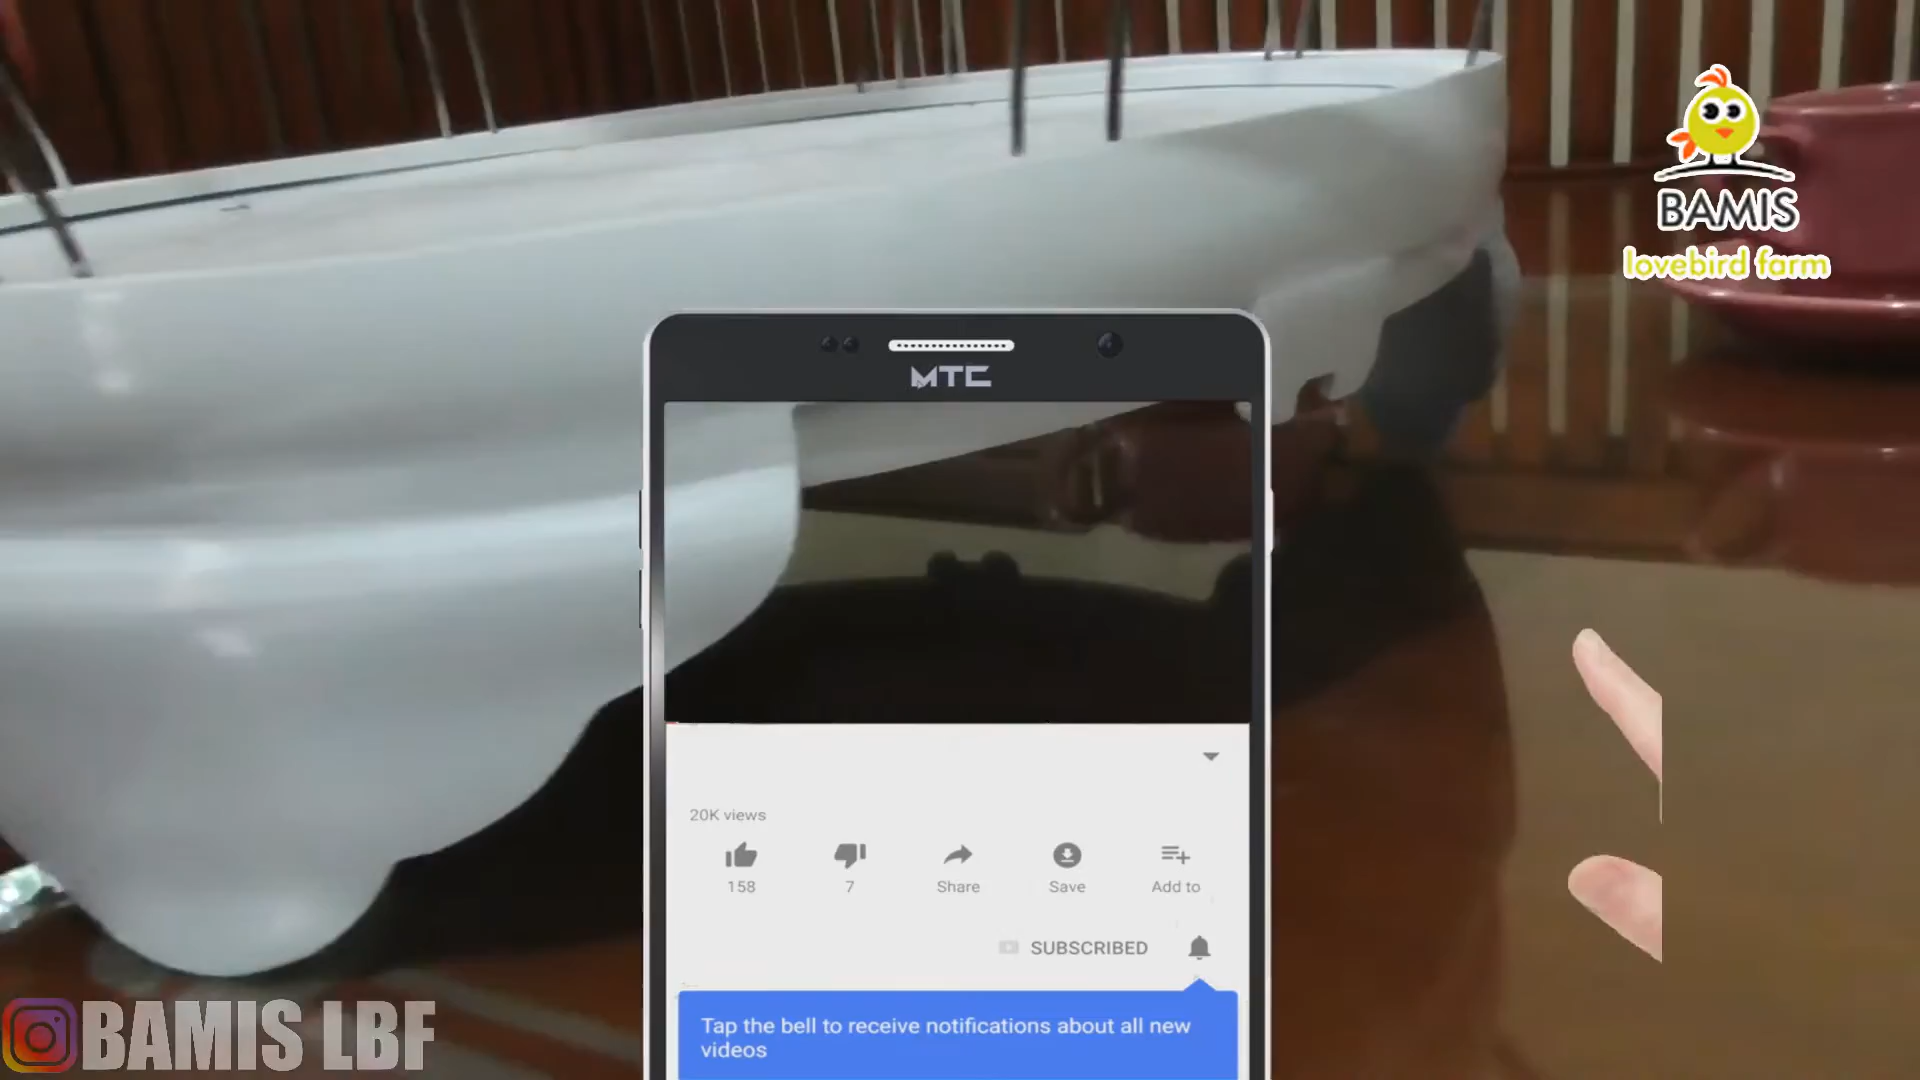 BAMIS
lovebird farm
MTC
20K views
158
7
Share
Save
Add to
SUBSCRIBED
Tap the bell to receive notifications about all new
videos
BAMIS LBF